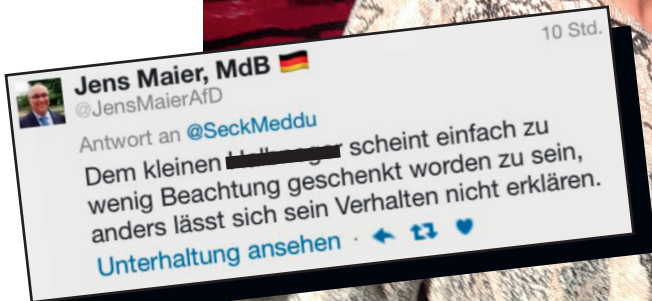 Jens Maier, MdB
10 Std.
@JensMaierAfD
Antwort an @SeckMeddu
Dem kleinen scheint einfach zu
wenig Beachtung geschenkt worden zu sein,
anders lässt sich sein Verhalten nicht erklären.
Unterhaltung ansehen ·